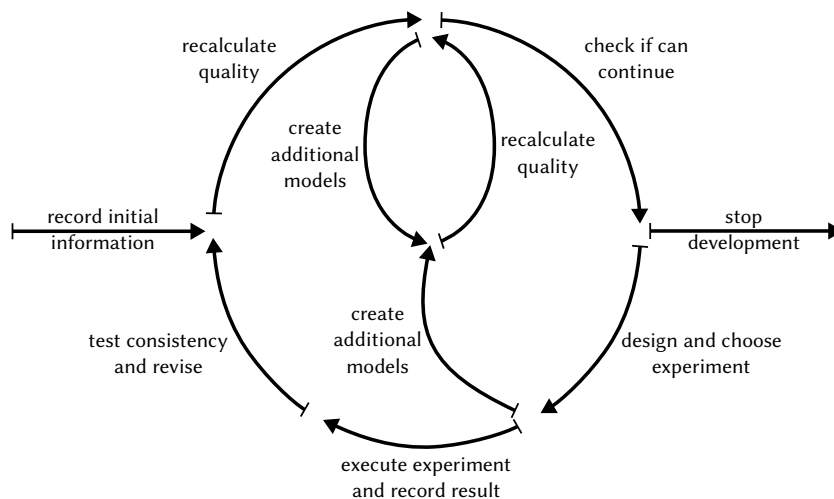 recalculate
quality
check if can
continue
create
additional
models
recalculate
quality
record initial
information
stop
development
test consistency
and revise
create
additional
models
design and choose
experiment
execute experiment
and record result